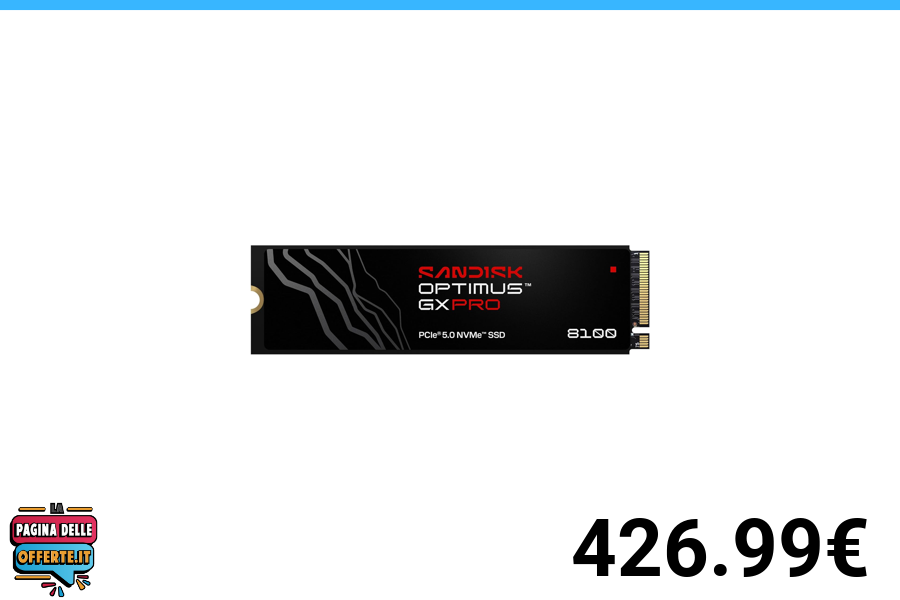 SANDISK
OPTIMUS™
GXPRO
PCIe® 5.0 NVMe™ SSD
8100
LA
PAGINA DELLE
OFFERTE.IT
426.99€